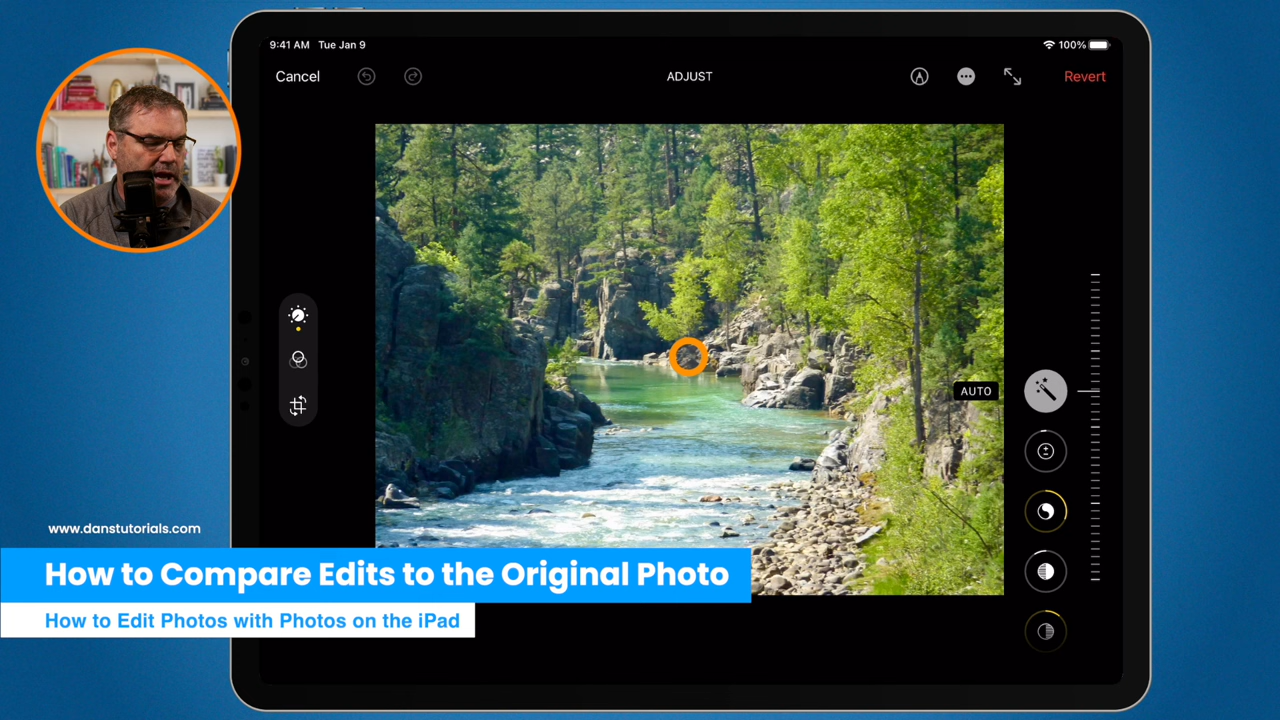 9:41 AM Tue Jan 9
100%
Cancel
ADJUST
Revert
AUTO
www.danstutorials.com
How to Compare Edits to the Original Photo
How to Edit Photos with Photos on the iPad